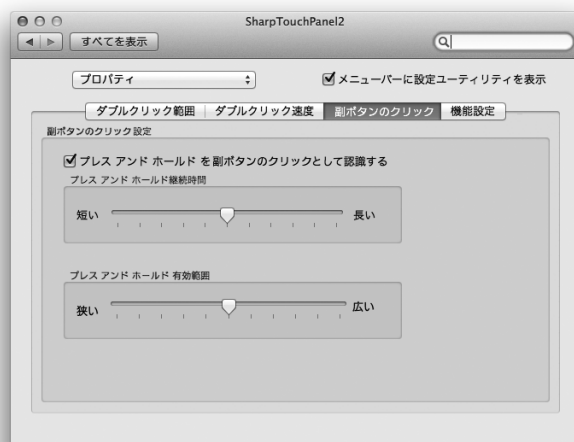 SharpTouchPanel2
すべてを表示
プロパティ
メニューバーに設定ユーティリティを表示
ダブルクリック範囲 ダブルクリック速度 副ボタンのクリック 機能設定
副ボタンのクリック設定
プレス アンド ホールド を副ボタンのクリックとして認識する
プレス アンド ホールド継続時間
短い 長い
プレス アンド ホールド 有効範囲
狭い 広い